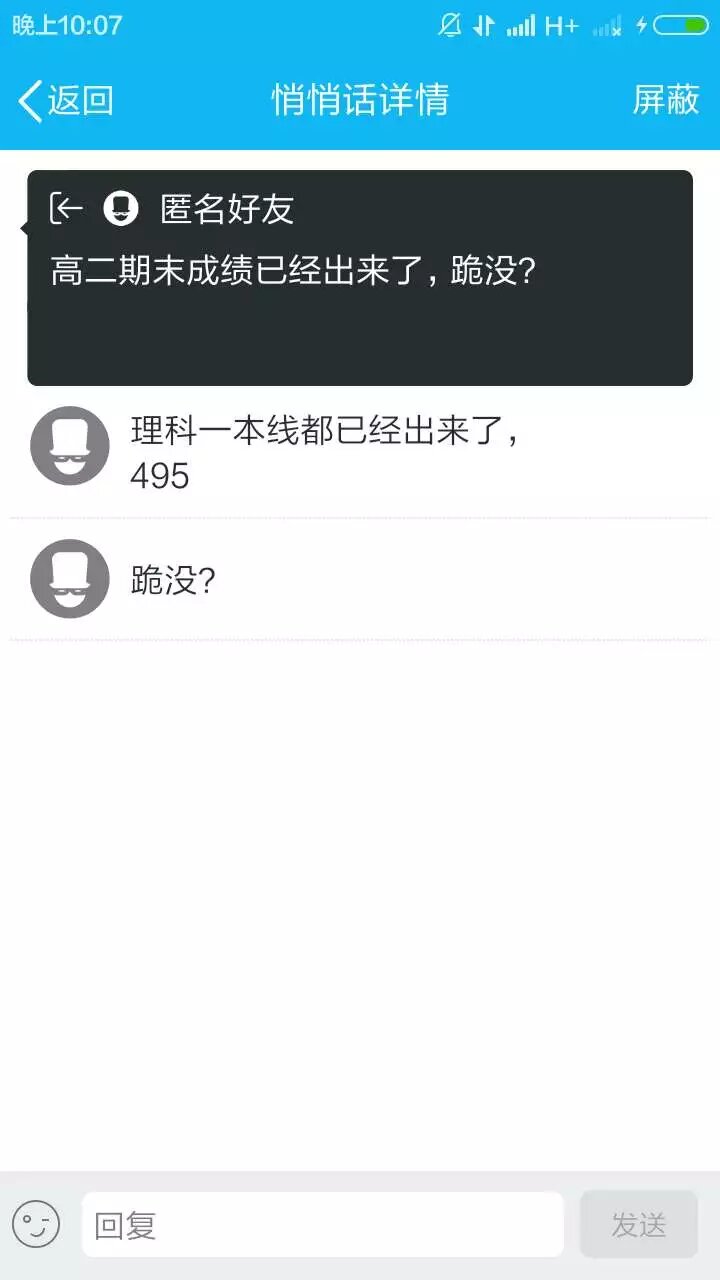 晚上10:07
H+
返回
悄悄话详情
屏蔽
匿名好友
高二期末成绩已经出来了，跪没？
理科一本线都已经出来了，
495
跪没？
回复
发送